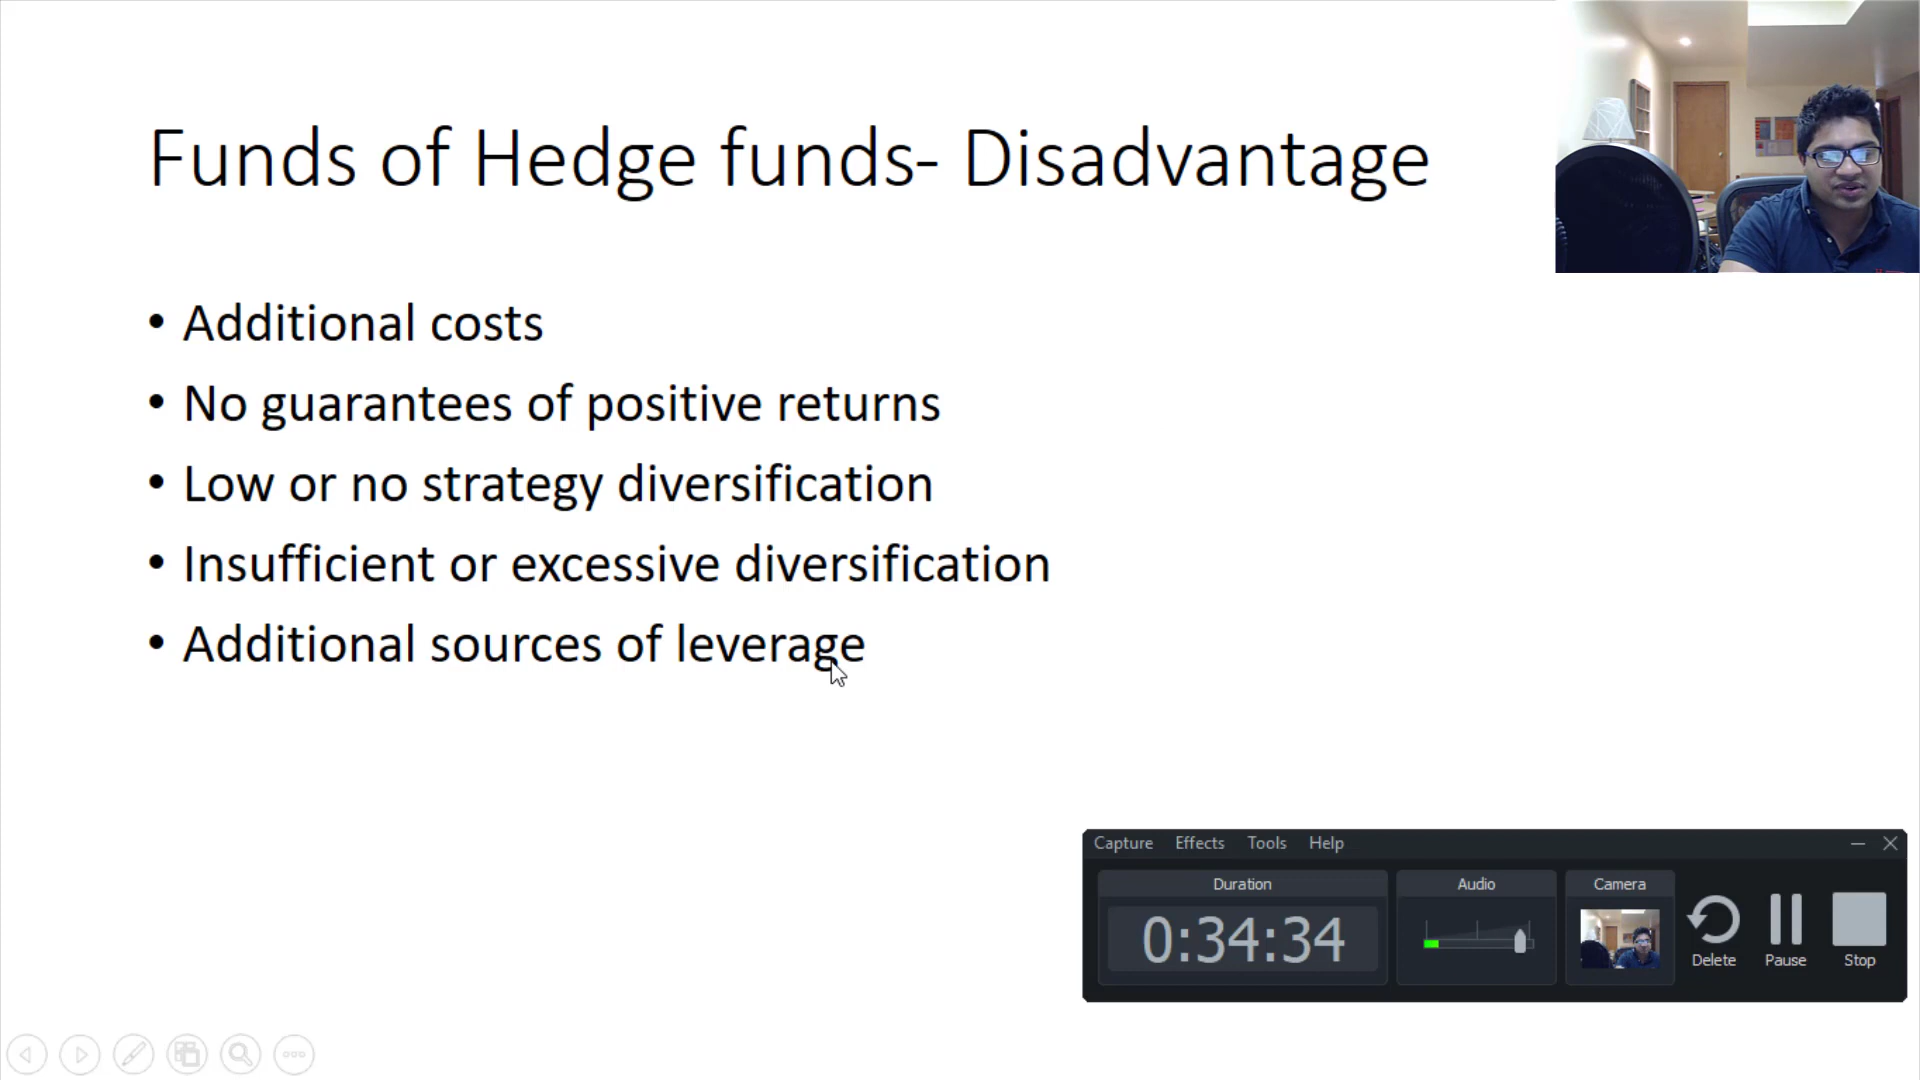 Funds of Hedge funds- Disadvantage
• Additional costs
• No guarantees of positive returns
• Low or no strategy diversification
• Insufficient or excessive diversification
• Additional sources of leverage
Capture Effects Tools Help
Duration Audio Camera
0:34:34
Delete Pause Stop